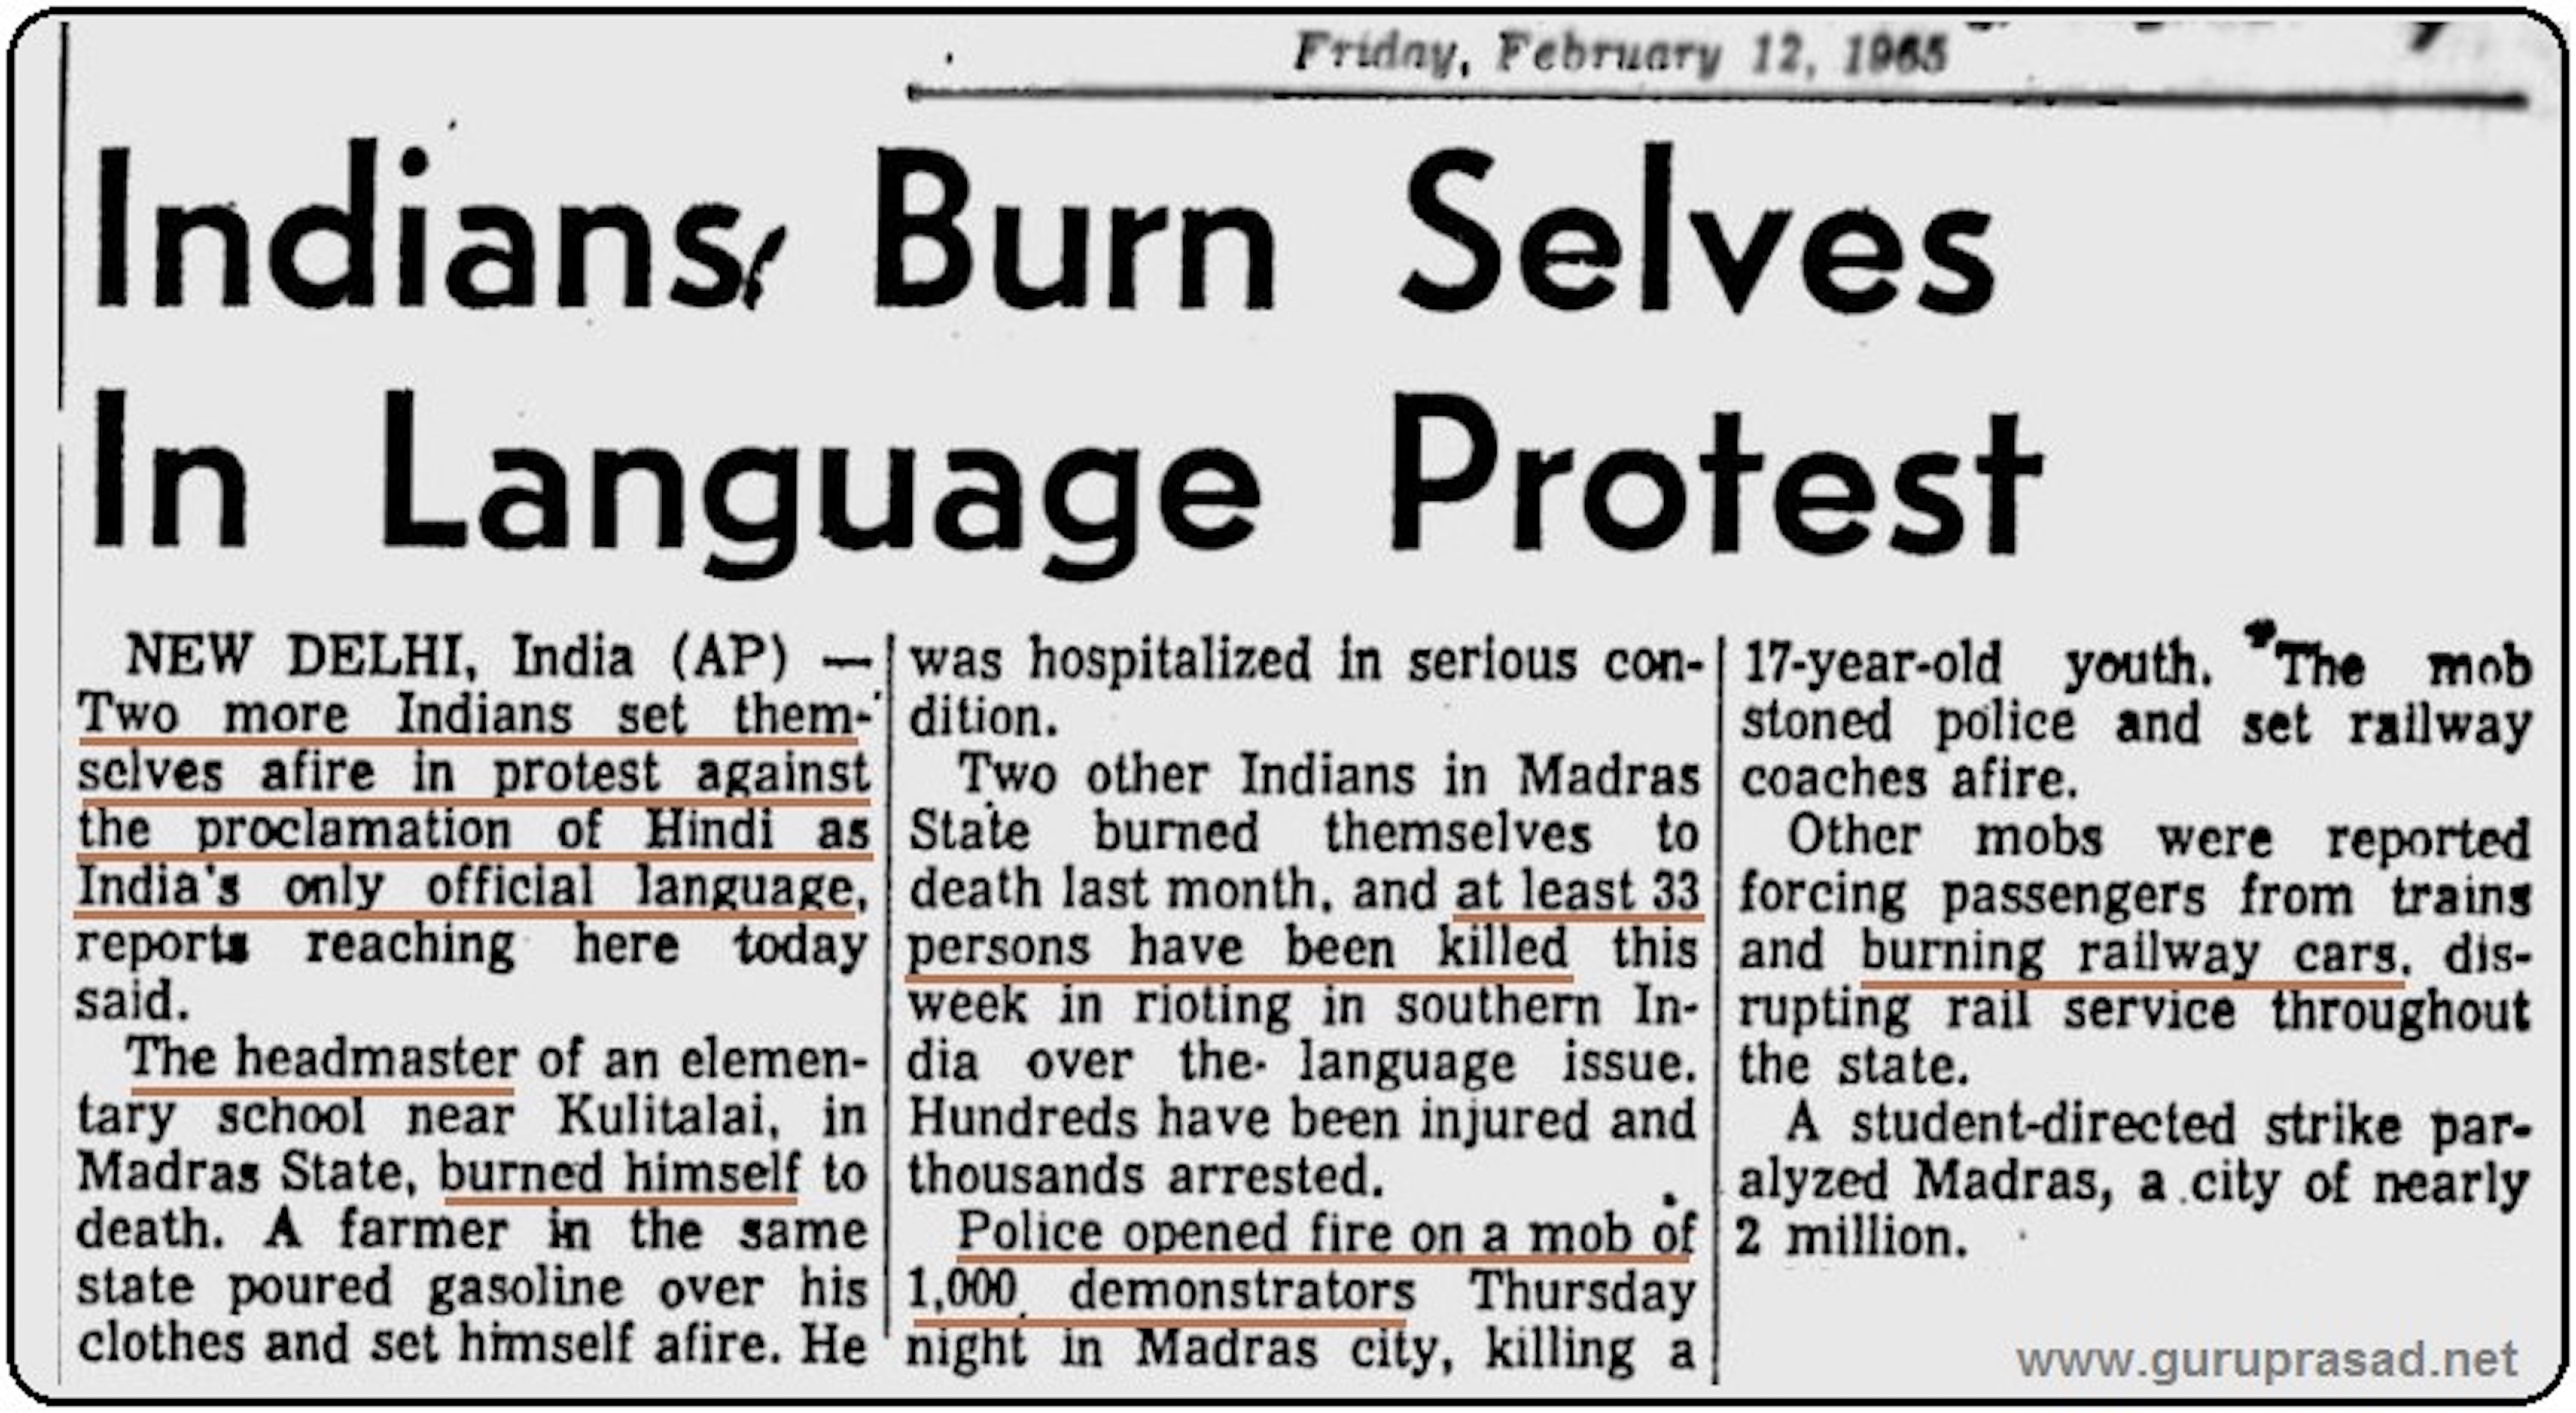 Friday, February 12, 1965
Indians Burn Selves
In Language Protest
NEW DELHI, India (AP) —
Two more Indians set them-
selves afire in protest against
the proclamation of Hindi as
India's only official language,
reports reaching here today
said.
The headmaster of an elemen-
tary school near Kulitalai, in
Madras State, burned himself to
death. A farmer in the same
state poured gasoline over his
clothes and set himself afire. He
was hospitalized in serious con-
dition.
Two other Indians in Madras
State burned themselves to
death last month, and at least 33
persons have been killed this
week in rioting in southern In-
dia over the language issue.
Hundreds have been injured and
thousands arrested.
Police opened fire on a mob of
1,000 demonstrators Thursday
night in Madras city, killing a
17-year-old youth. The mob
stoned police and set railway
coaches afire.
Other mobs were reported
forcing passengers from trains
and burning railway cars, dis-
rupting rail service throughout
the state.
A student-directed strike par-
alyzed Madras, a city of nearly
2 million.
www.guruprasad.net